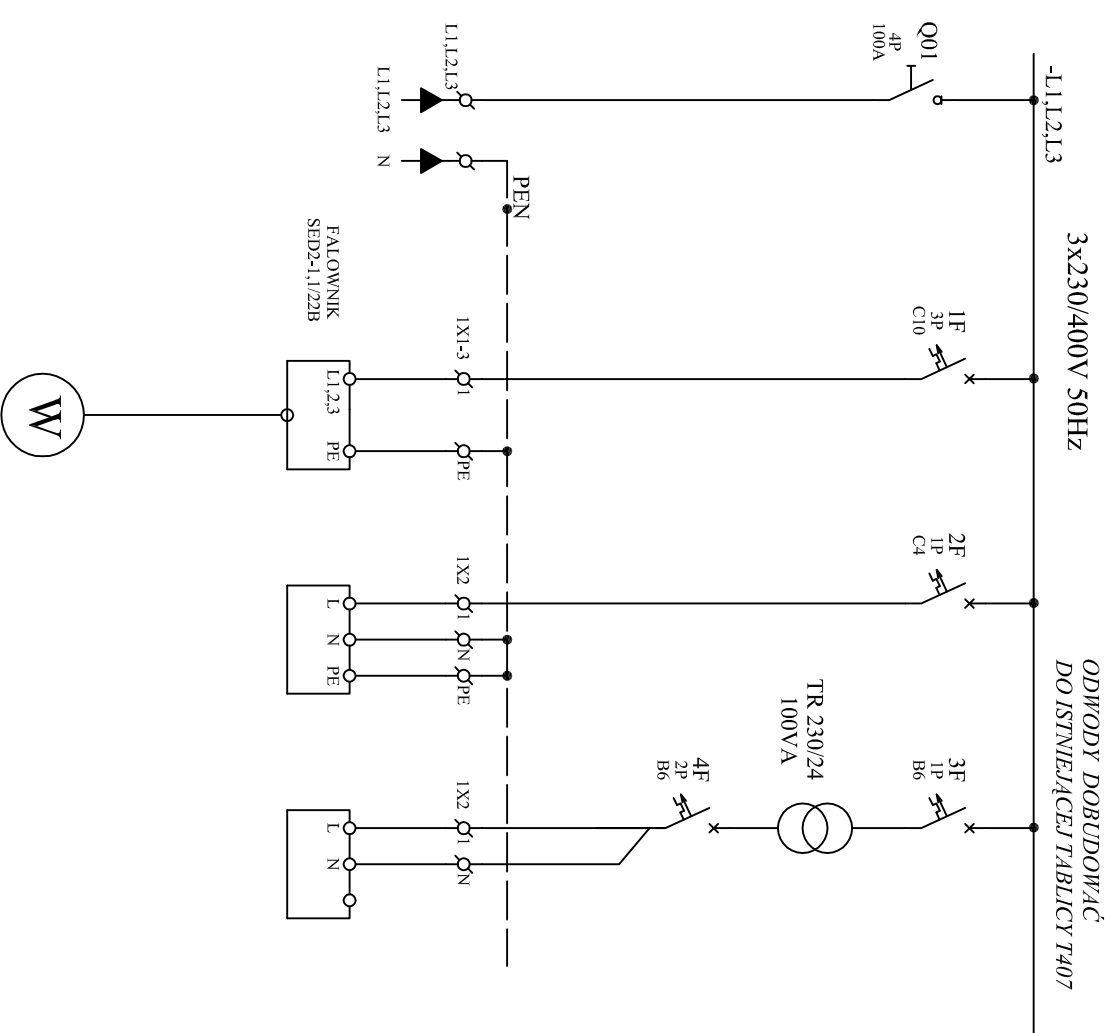 ODWODY DOBUDOWAĆ
DO ISTNIEJĄCEJ TABLICY T407
3x230/400V 50Hz
-L1,L2,L3
Q01
4P
100A
1F
3P
C10
2F
1P
C4
3F
1P
B6
TR 230/24
100VA
4F
2P
B6
PEN
L1,L2,L3
L1,L2,L3
N
1X1-3
1
PE
1X2
1
N
PE
1X2
1
N
L1,2,3
PE
L
N
PE
L
N
FALOWNIK
SED2-1,1/22B
W